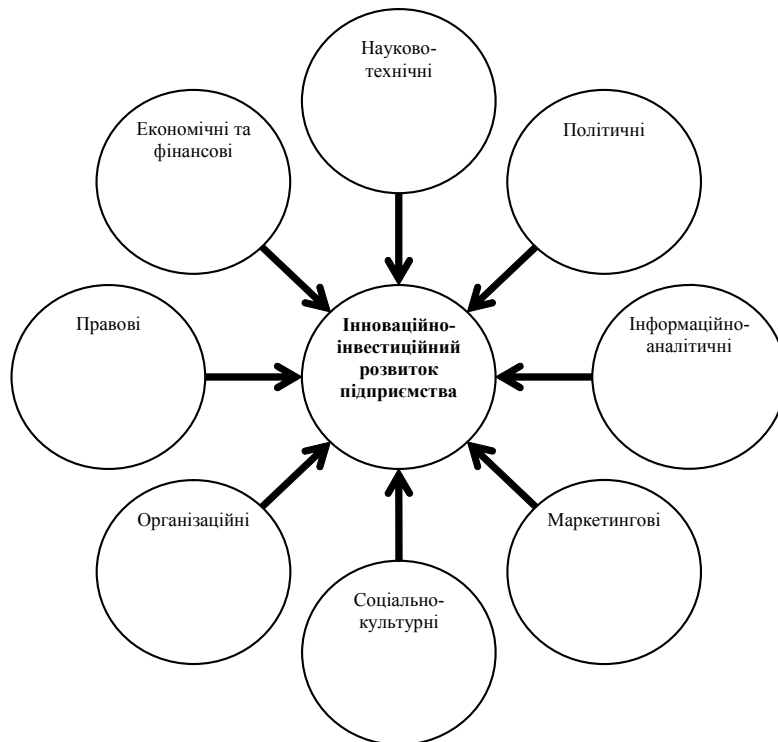 Науково-
технічні
Економічні та
фінансові
Політичні
Правові
Інноваційно-
інвестиційний
розвиток
підприємства
Інформаційно-
аналітичні
Організаційні
Маркетингові
Соціально-
культурні